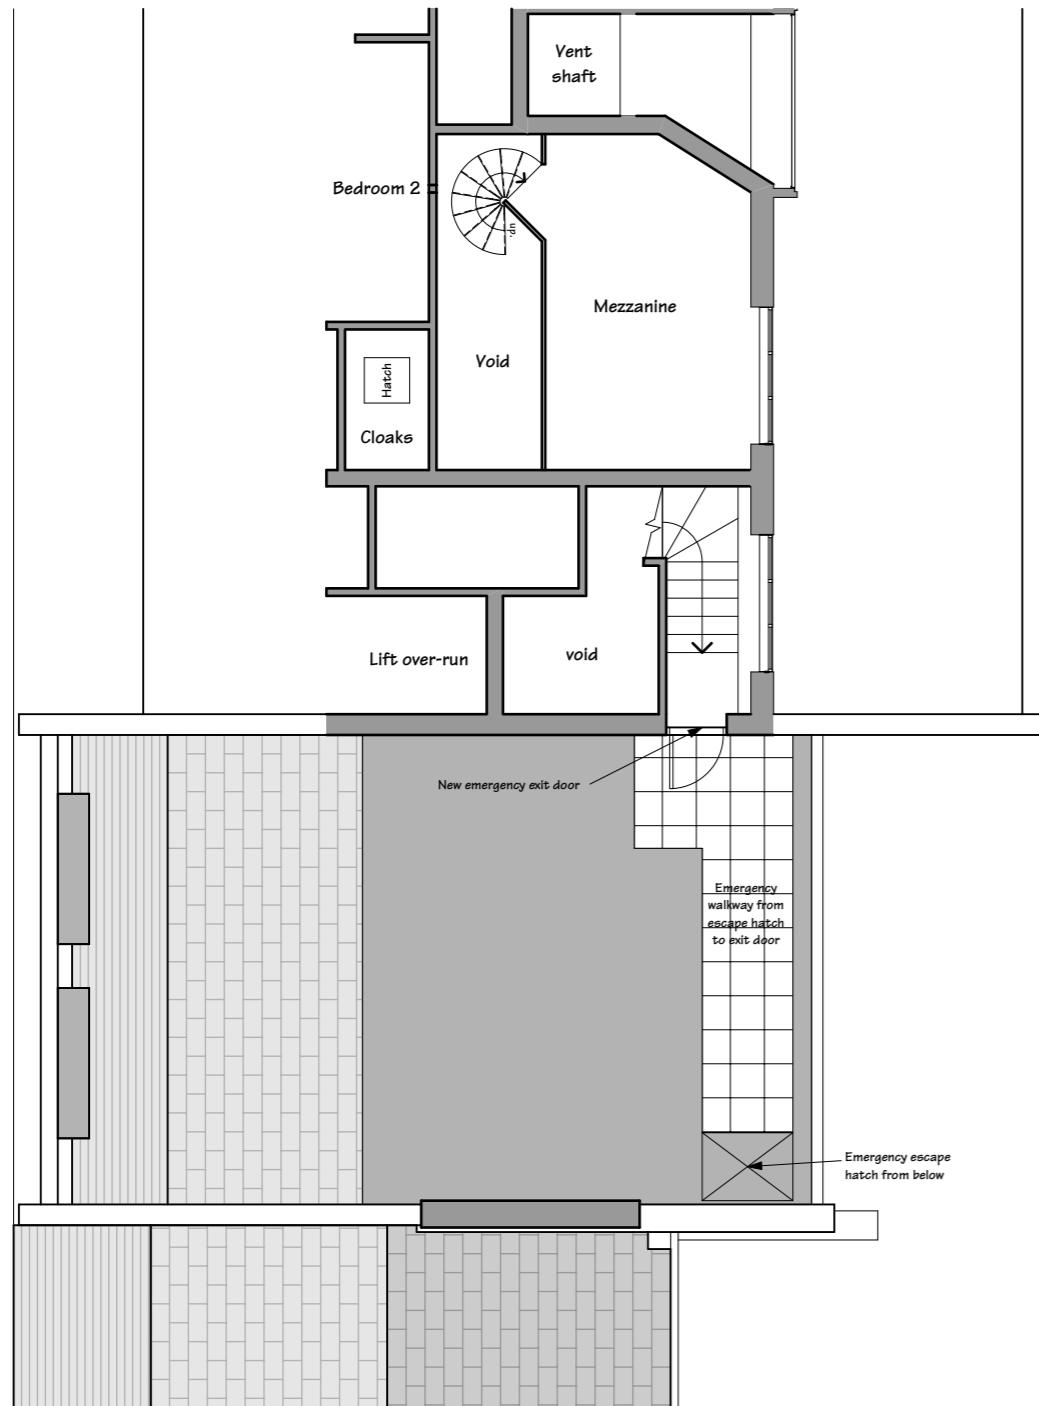 Vent
shaft
Bedroom 2
up.
Mezzanine
Void
Hatch
Cloaks
Lift over-run
void
New emergency exit door
Emergency
walkway from
escape hatch
to exit door
Emergency escape
hatch from below